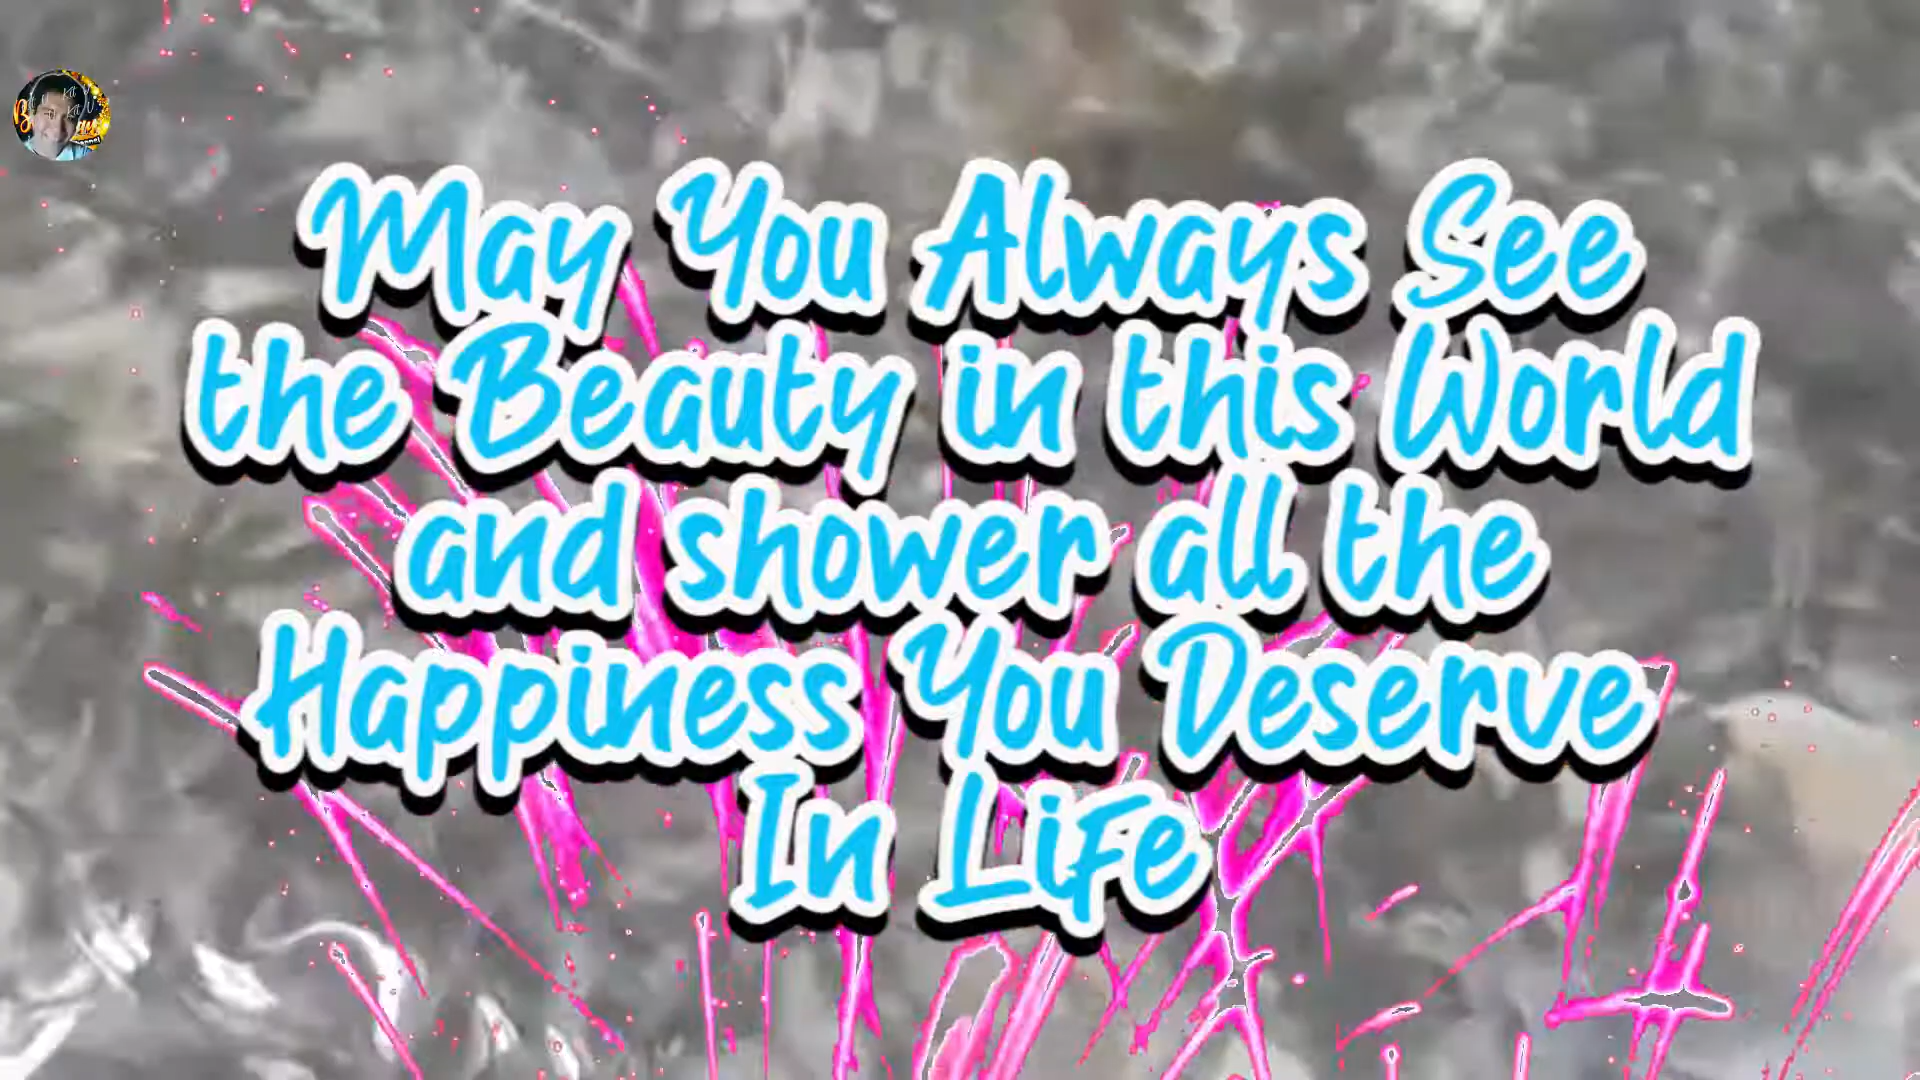 May You Always See
the Beauty in this World
and shower all the
Happiness You Deserve
In Life